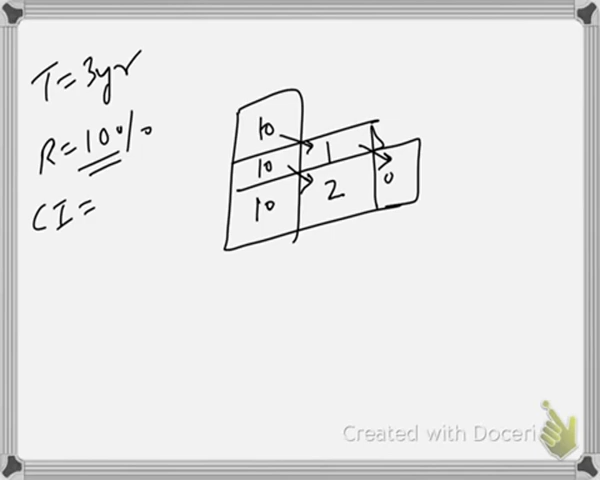 T = 3yr
R = 10%
CI =
10
10
10
1
2
0
Created with Doceri